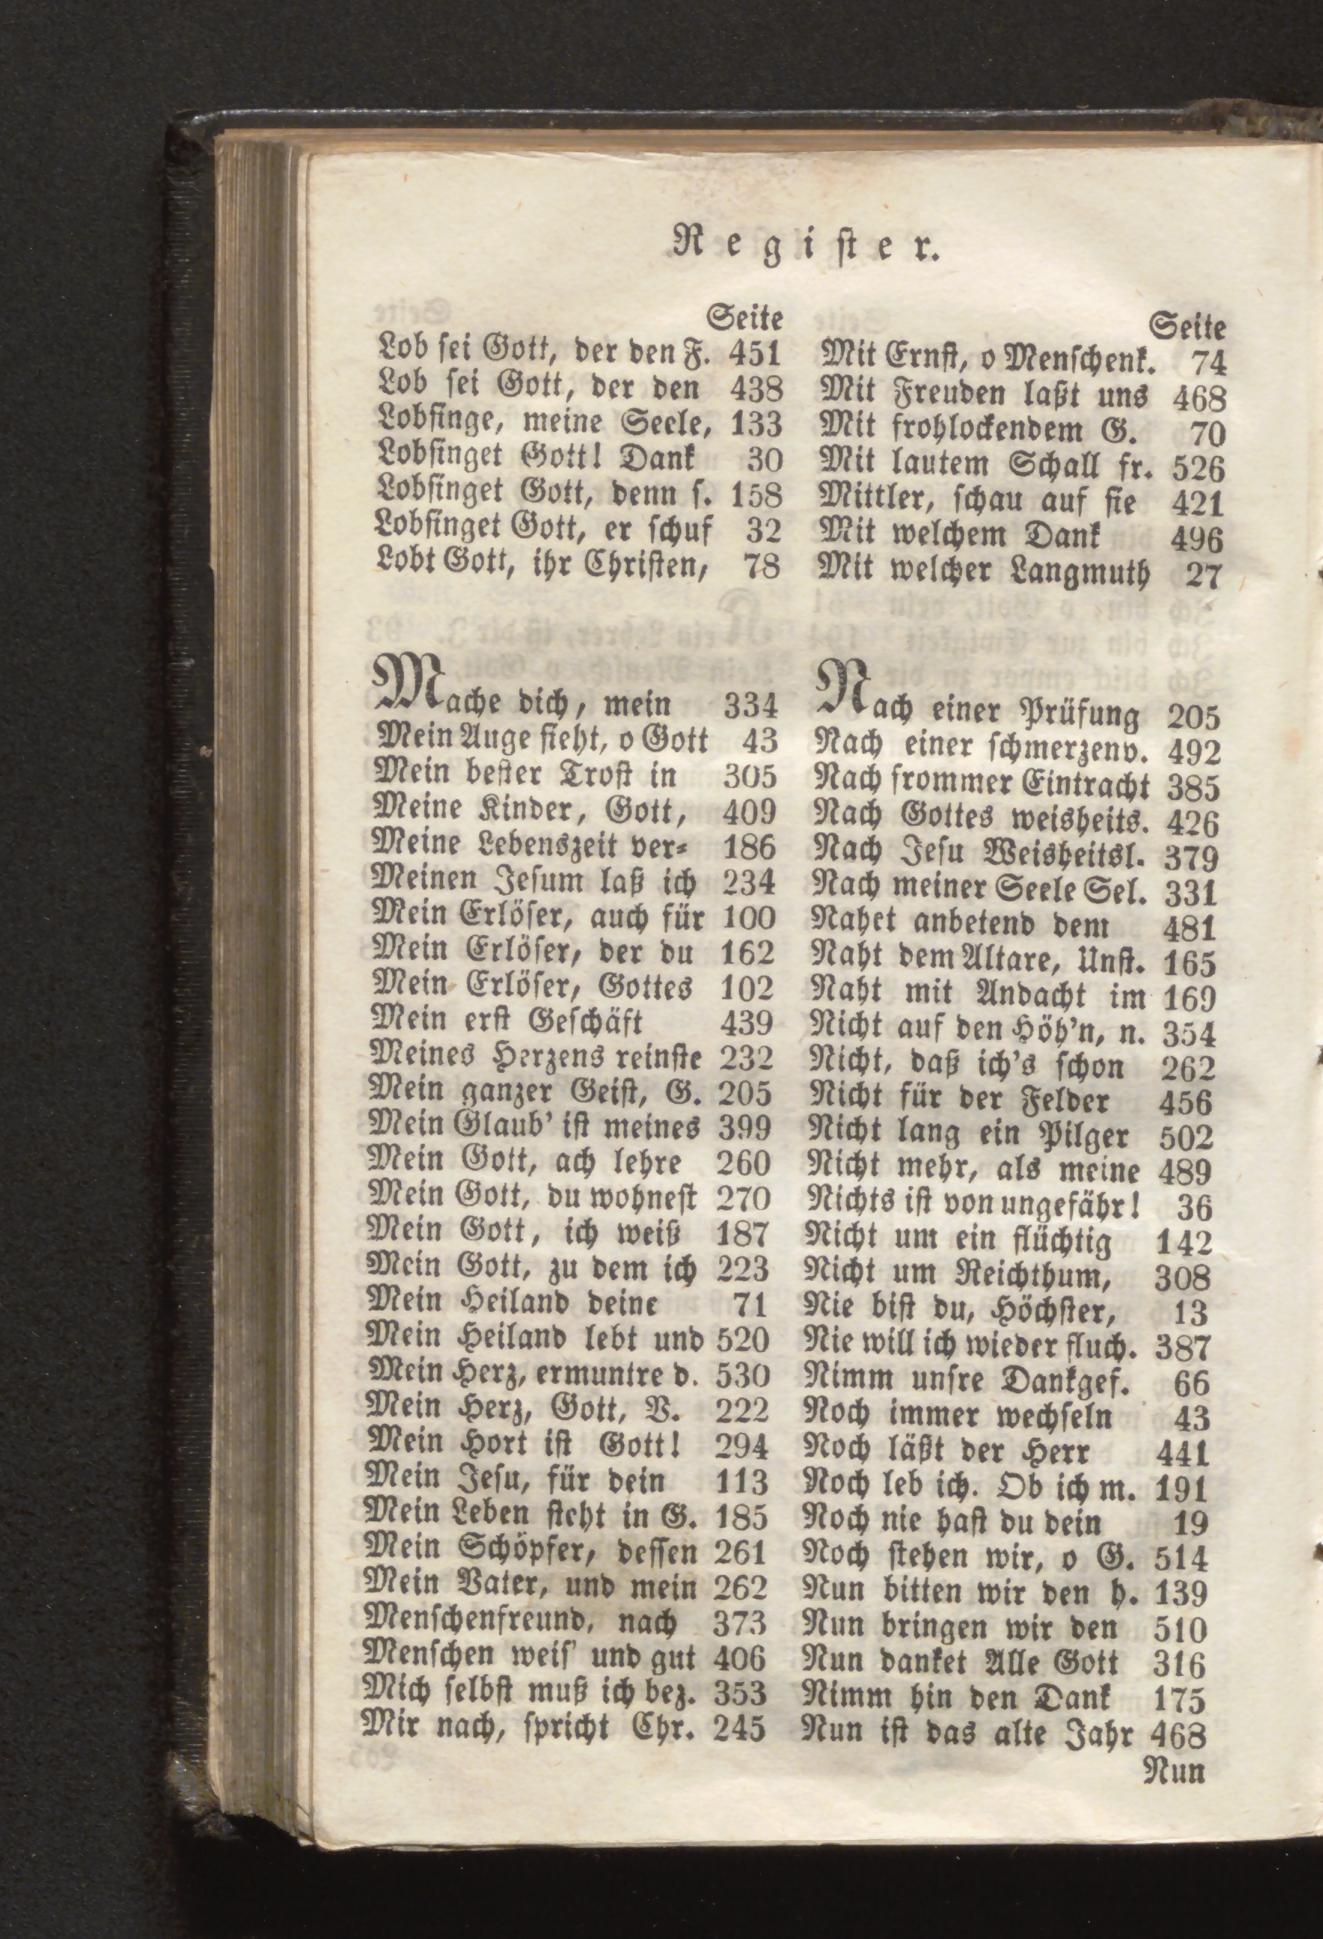 Register.
Seite
Lob sei Gott, der den F. 451
Lob sei Gott, der den 438
Lobsinge, meine Seele, 133
Lobsinget Gott! Dank 30
Lobsinget Gott, denn s. 158
Lobsinget Gott, er schuf 32
Lobt Gott, ihr Christen, 78
Mache dich, mein 334
Mein Auge sieht, o Gott 43
Mein bester Trost in 305
Meine Kinder, Gott, 409
Meine Lebenszeit ver= 186
Meinen Jesum laß ich 234
Mein Erlöser, auch für 100
Mein Erlöser, der du 162
Mein Erlöser, Gottes 102
Mein erst Geschäft 439
Meines Herzens reinste 232
Mein ganzer Geist, G. 205
Mein Glaub' ist meines 399
Mein Gott, ach lehre 260
Mein Gott, du wohnest 270
Mein Gott, ich weiß 187
Mein Gott, zu dem ich 223
Mein Heiland deine 71
Mein Heiland lebt und 520
Mein Herz, ermuntre d. 530
Mein Herz, Gott, V. 222
Mein Hort ist Gott! 294
Mein Jesu, für dein 113
Mein Leben steht in G. 185
Mein Schöpfer, dessen 261
Mein Vater, und mein 262
Menschenfreund, nach 373
Menschen weis' und gut 406
Mich selbst muß ich bez. 353
Mir nach, spricht Chr. 245
Seite
Mit Ernst, o Menschenk. 74
Mit Freuden laßt uns 468
Mit frohlockendem G. 70
Mit lautem Schall fr. 526
Mittler, schau auf sie 421
Mit welchem Dank 496
Mit welcher Langmuth 27
Nach einer Prüfung 205
Nach einer schmerzenv. 492
Nach frommer Eintracht 385
Nach Gottes weisheits. 426
Nach Jesu Weisheitsl. 379
Nach meiner Seele Sel. 331
Nahet anbetend dem 481
Naht dem Altare, Unst. 165
Naht mit Andacht im 169
Nicht auf den Höh'n, n. 354
Nicht, daß ich's schon 262
Nicht für der Felder 456
Nicht lang ein Pilger 502
Nicht mehr, als meine 489
Nichts ist von ungefähr! 36
Nicht um ein flüchtig 142
Nicht um Reichthum, 308
Nie bist du, Höchster, 13
Nie will ich wieder fluch. 387
Nimm unsre Dankges. 66
Noch immer wechseln 43
Noch läßt der Herr 441
Noch leb ich. Ob ich m. 191
Noch nie hast du dein 19
Noch stehen wir, o G. 514
Nun bitten wir den h. 139
Nun bringen wir den 510
Nun danket Alle Gott 316
Nimm hin den Dank 175
Nun ist das alte Jahr 468
Nun